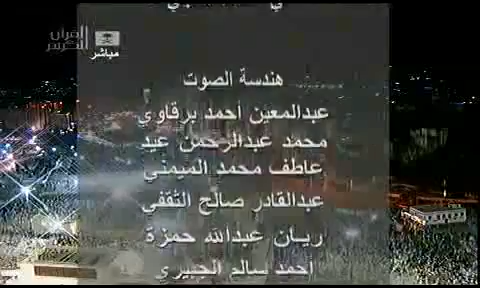 القرآن
الكريم
مباشر
هندسة الصوت
عبدالمعين أحمد برقاوي
محمد عبدالرحمن عيد
عاطف محمد الميمني
عبدالقادر صالح الثقفي
ريان عبدالله حمزة
أحمد سالم الجبيري